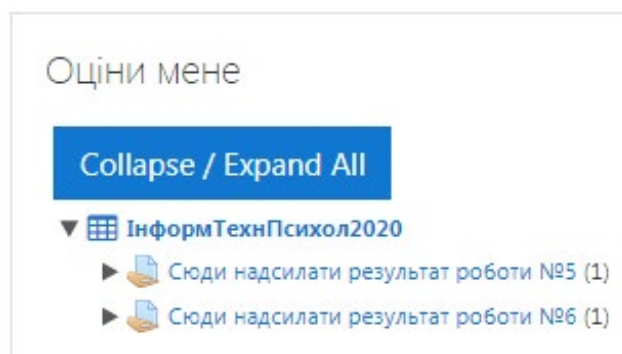 Оціни мене
Collapse / Expand All
ІнформТехнПсихол2020
Сюди надсилати результат роботи №5 (1)
Сюди надсилати результат роботи №6 (1)